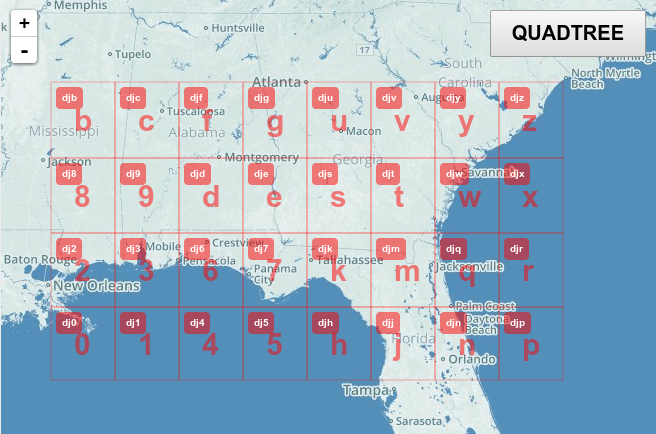 Memphis
+
-
Huntsville
QUADTREE
Tupelo
17
South
Carolina
Atlanta
North Myrtle
Beach
djb
djc
djf
djg
dju
djv
Augusta
djy
djz
b
c
f
g
u
v
y
z
Tuscaloosa
Mississippi
Alabama
Macon
Jackson
Montgomery
Georgia
dj8
dj9
djd
dje
djs
djt
djw
Savannah
djx
8
9
d
e
s
t
w
x
dj2
dj3
Mobile
dj6
Crestview
dj7
djk
djm
djq
djr
Baton Rouge
2
3
Pensacola
6
7
Panama
City
k
Tallahassee
m
Jacksonville
q
r
New Orleans
Palm Coast
dj0
dj1
dj4
dj5
djh
djj
djn
Daytona
Beach
djp
0
1
4
5
h
j
Florida
n
p
Orlando
Tampa
Sarasota